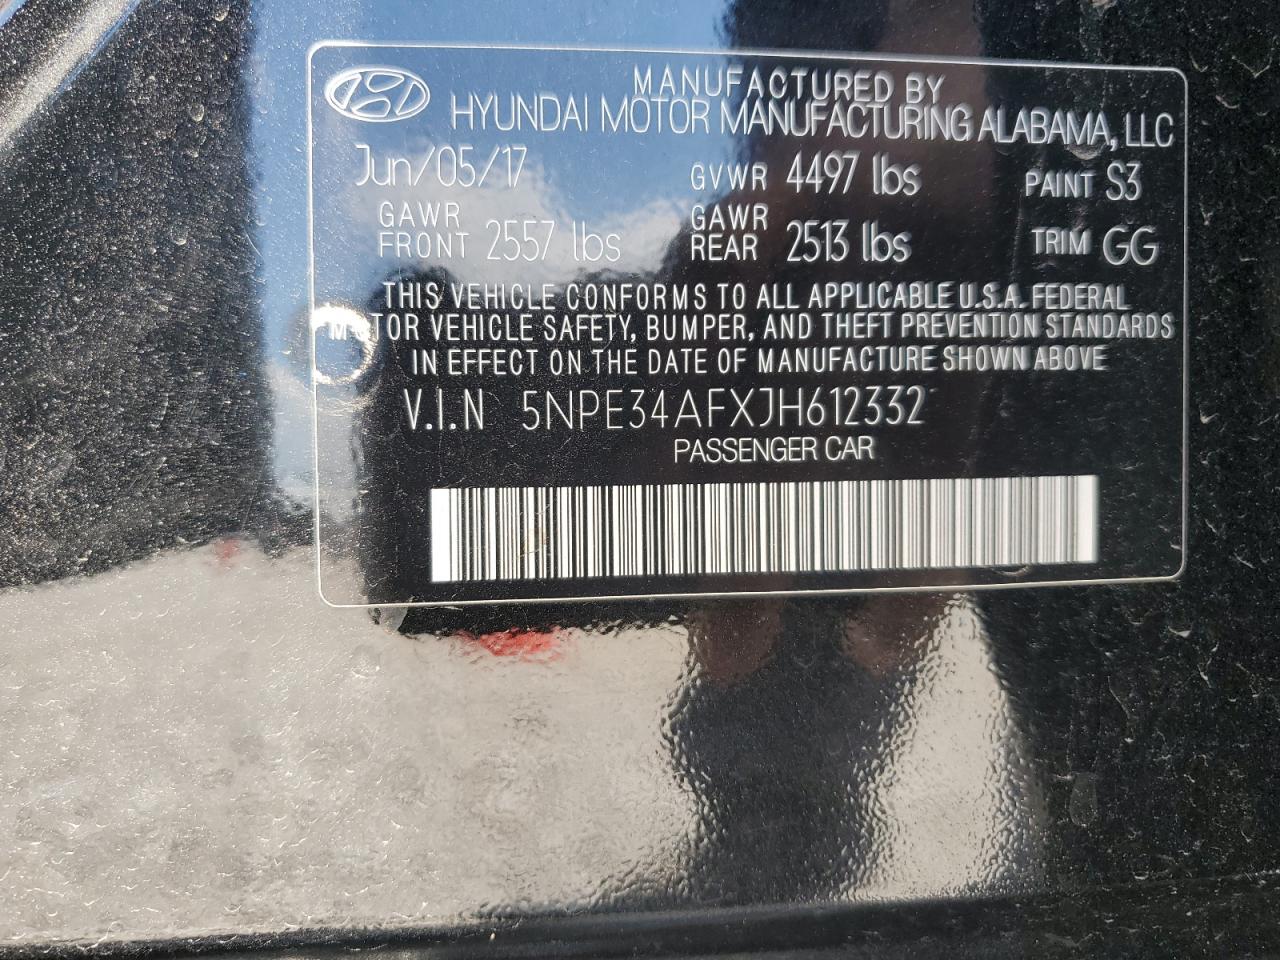 MANUFACTURED BY
HYUNDAI MOTOR MANUFACTURING ALABAMA, LLC
Jun/05/17 GVWR 4497 lbs PAINT S3
GAWR FRONT 2557 lbs GAWR REAR 2513 lbs TRIM GG
THIS VEHICLE CONFORMS TO ALL APPLICABLE U.S.A. FEDERAL
MOTOR VEHICLE SAFETY, BUMPER, AND THEFT PREVENTION STANDARDS
IN EFFECT ON THE DATE OF MANUFACTURE SHOWN ABOVE
V.I.N 5NPE34AFXJH612332
PASSENGER CAR